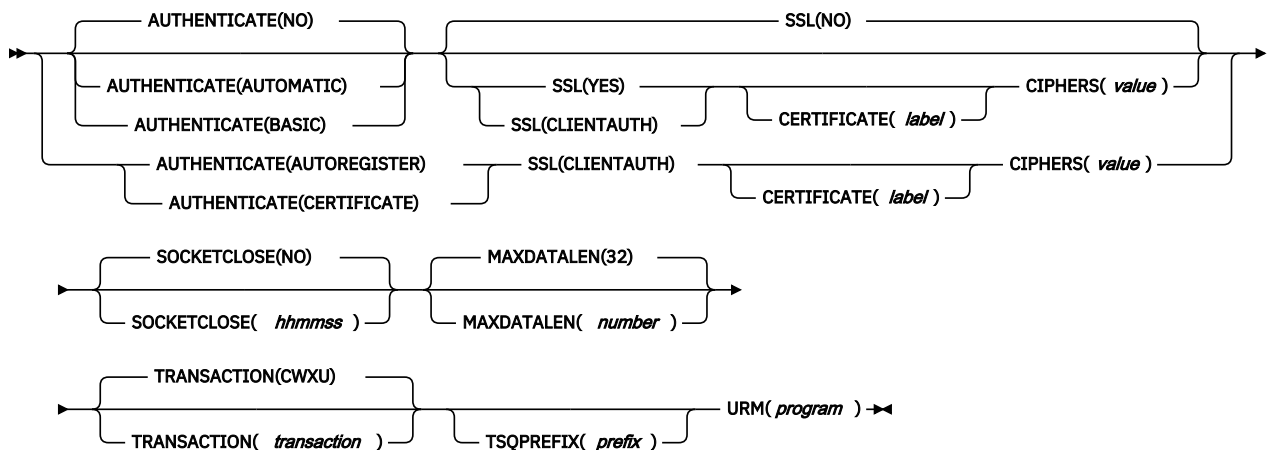 AUTHENTICATE(NO) SSL(NO)
AUTHENTICATE(AUTOMATIC) SSL(YES) CIPHERS( value )
AUTHENTICATE(BASIC) SSL(CLIENTAUTH) CERTIFICATE( label )
AUTHENTICATE(AUTOREGISTER) SSL(CLIENTAUTH) CIPHERS( value )
AUTHENTICATE(CERTIFICATE) CERTIFICATE( label )
SOCKETCLOSE(NO) MAXDATALEN(32)
SOCKETCLOSE( hhmmss ) MAXDATALEN( number )
TRANSACTION(CWXU)
URM( program )
TRANSACTION( transaction ) TSQPREFIX( prefix )